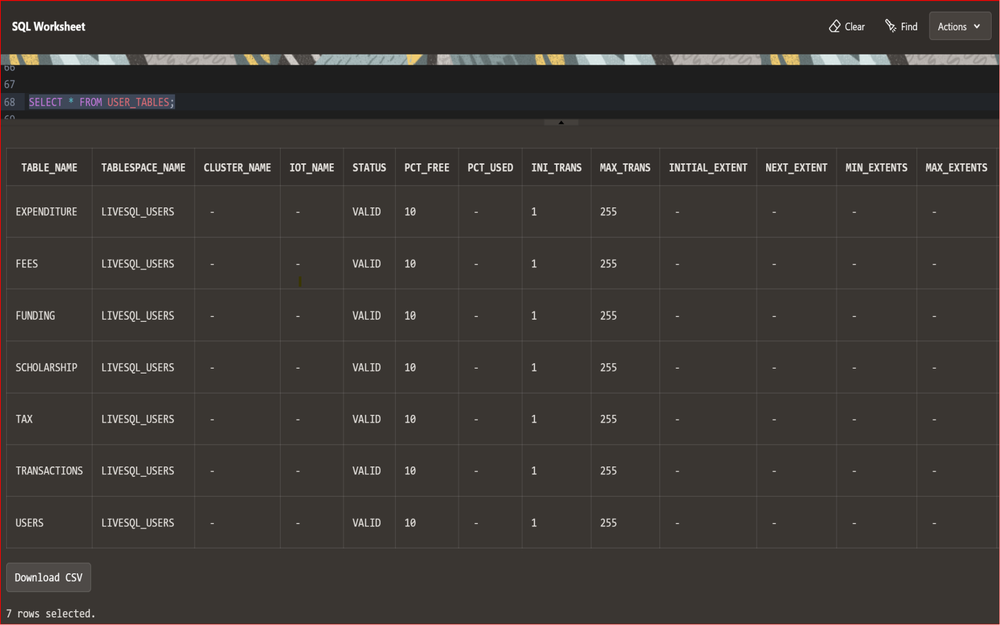 SQL Worksheet Clear Find Actions
66
67
68 SELECT * FROM USER_TABLES;
69
TABLE_NAME TABLESPACE_NAME CLUSTER_NAME IOT_NAME STATUS PCT_FREE PCT_USED INI_TRANS MAX_TRANS INITIAL_EXTENT NEXT_EXTENT MIN_EXTENTS MAX_EXTENTS
EXPENDITURE LIVESQL_USERS - - VALID 10 - 1 255 - - - -
FEES LIVESQL_USERS - - VALID 10 - 1 255 - - - -
FUNDING LIVESQL_USERS - - VALID 10 - 1 255 - - - -
SCHOLARSHIP LIVESQL_USERS - - VALID 10 - 1 255 - - - -
TAX LIVESQL_USERS - - VALID 10 - 1 255 - - - -
TRANSACTIONS LIVESQL_USERS - - VALID 10 - 1 255 - - - -
USERS LIVESQL_USERS - - VALID 10 - 1 255 - - - -
Download CSV
7 rows selected.